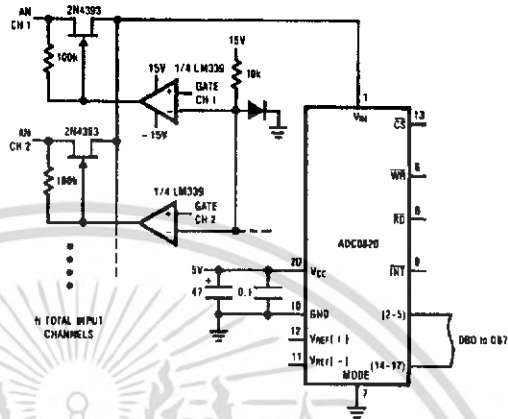 AN
CH 1
2N4393
100k
15V
1/4 LM339
GATE
CH 1
-15V
15V
10k
AN
CH 2
2N4393
100k
1/4 LM339
GATE
CH 2
N TOTAL INPUT
CHANNELS
5V
47
0.1
1
VIN
CS 13
WR 6
RD 8
INT 9
ADC0820
20 VCC
10 GND
12 VREF(+)
11 VREF(-)
(2-5)
(14-17)
DB0 to DB7
MODE
7